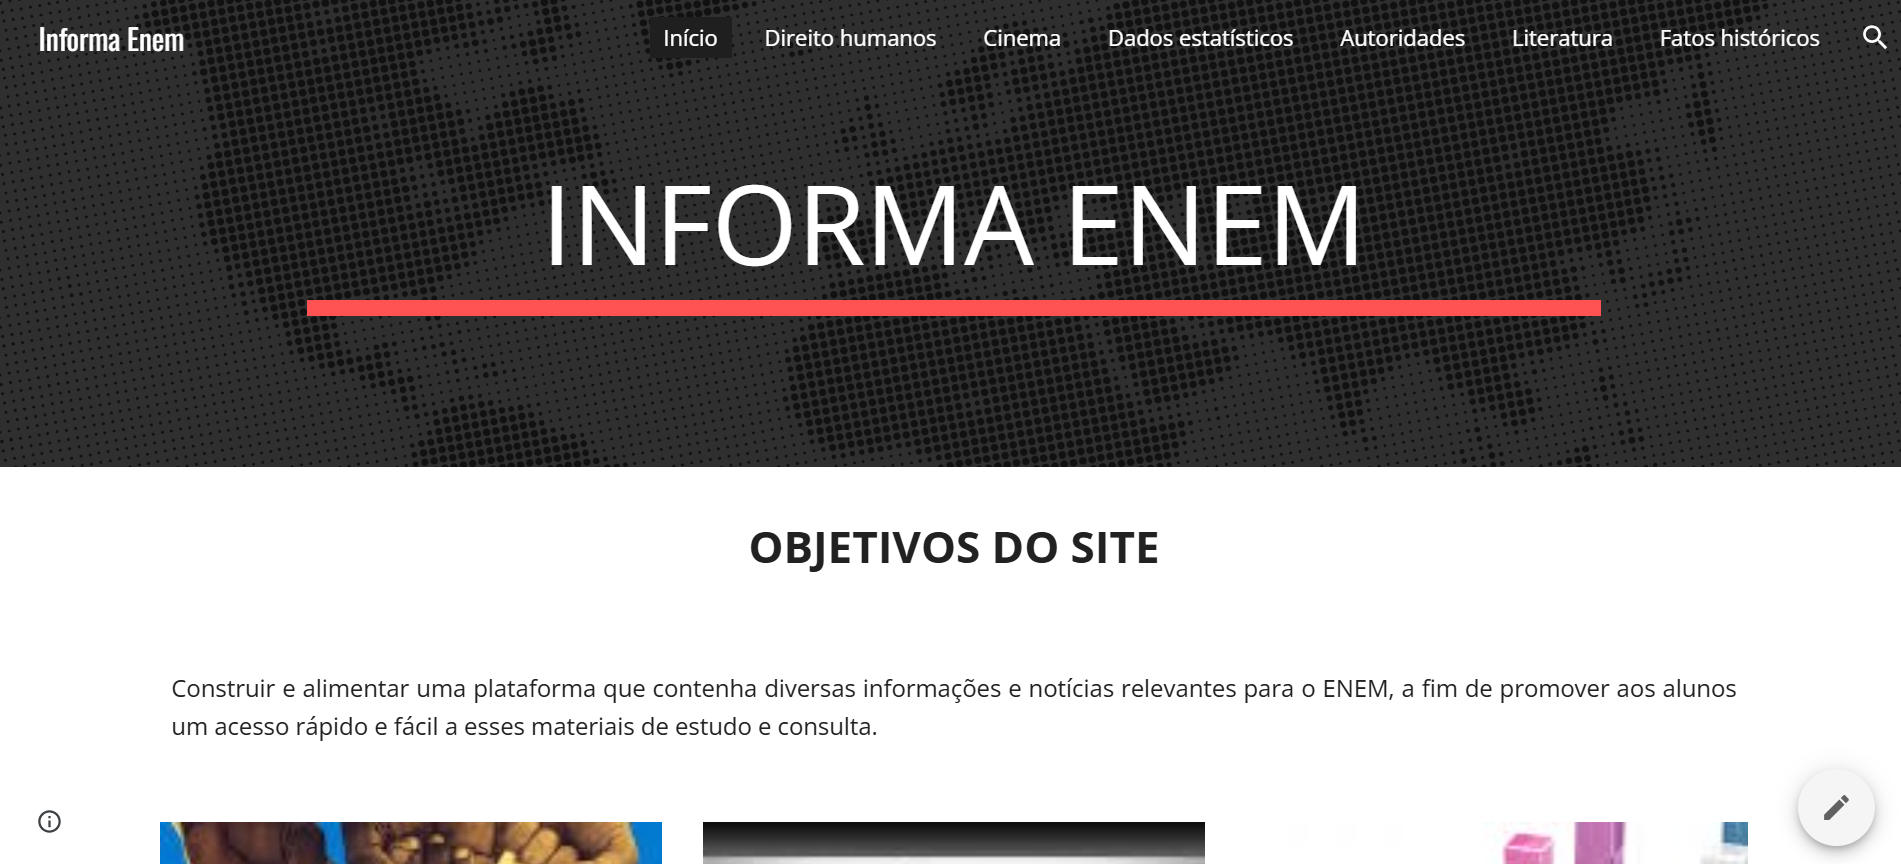 Informa Enem
Início Direito humanos Cinema Dados estatísticos Autoridades Literatura Fatos históricos
INFORMA ENEM
OBJETIVOS DO SITE
Construir e alimentar uma plataforma que contenha diversas informações e notícias relevantes para o ENEM, a fim de promover aos alunos
um acesso rápido e fácil a esses materiais de estudo e consulta.